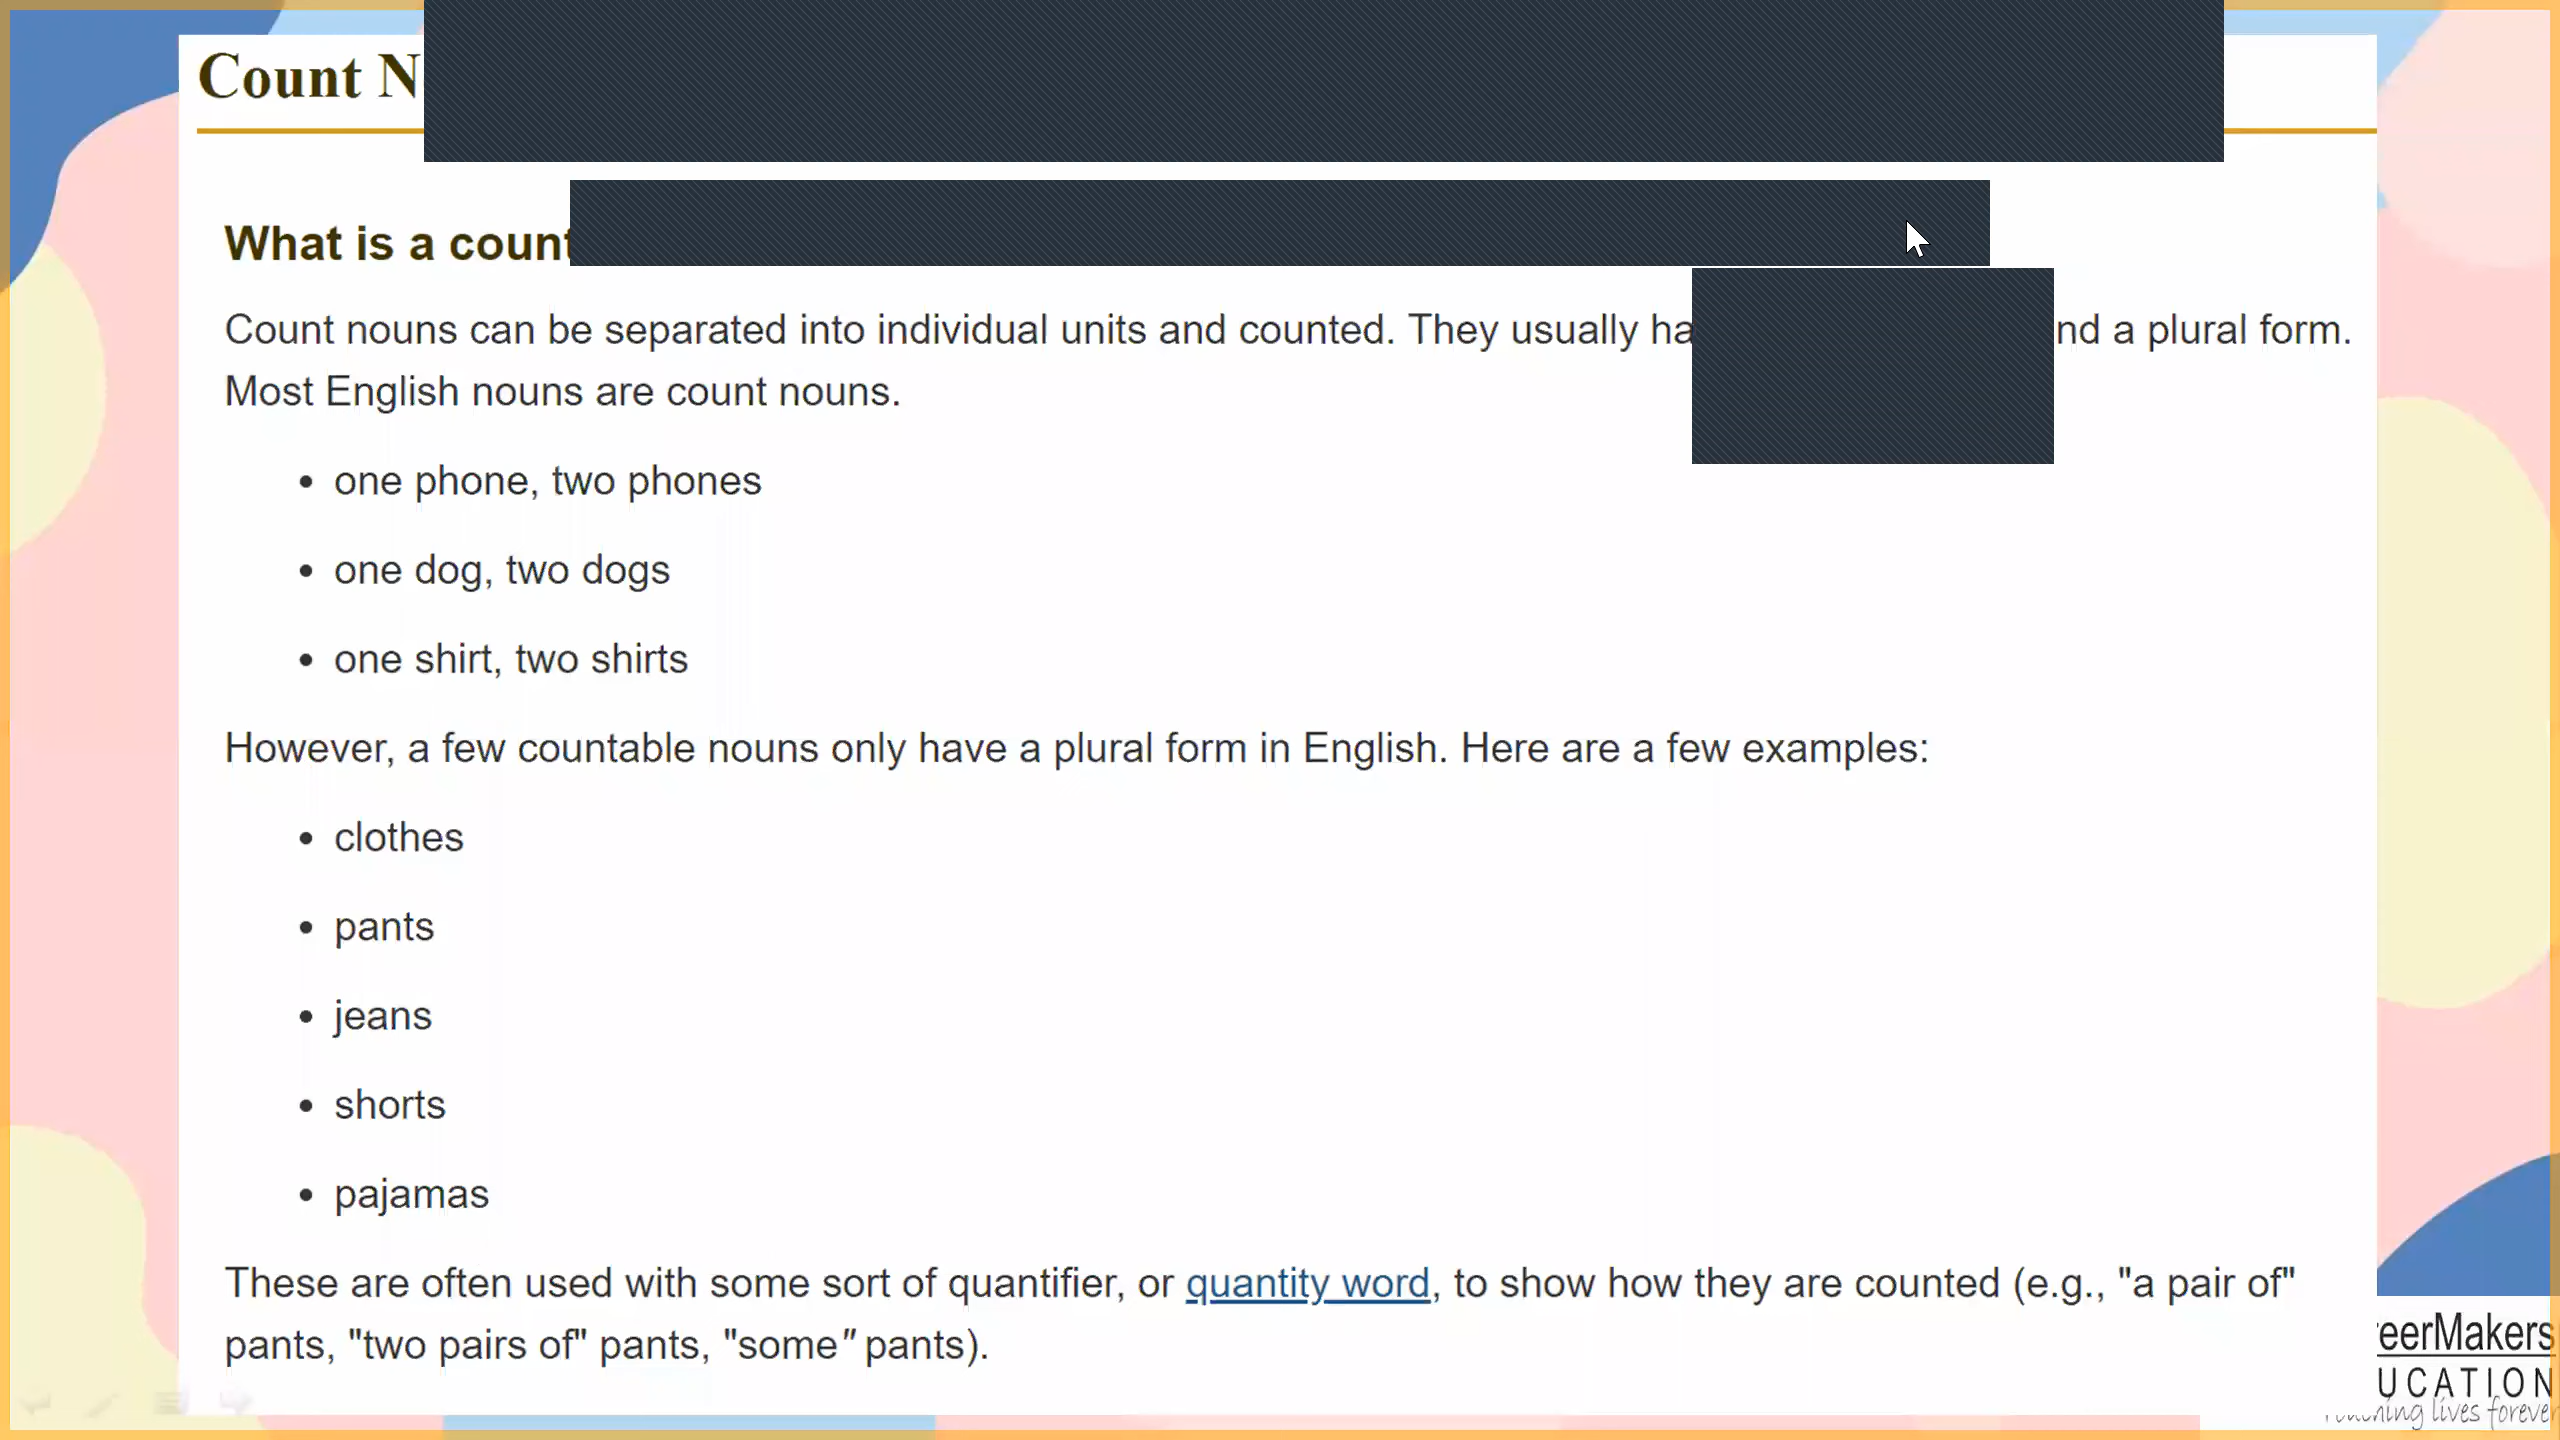 Count N
What is a count
Count nouns can be separated into individual units and counted. They usually ha nd a plural form.
Most English nouns are count nouns.
• one phone, two phones
• one dog, two dogs
• one shirt, two shirts
However, a few countable nouns only have a plural form in English. Here are a few examples:
• clothes
• pants
• jeans
• shorts
• pajamas
These are often used with some sort of quantifier, or quantity word, to show how they are counted (e.g., "a pair of"
pants, "two pairs of" pants, "some" pants).
eerMakers
UCATION
lives forever